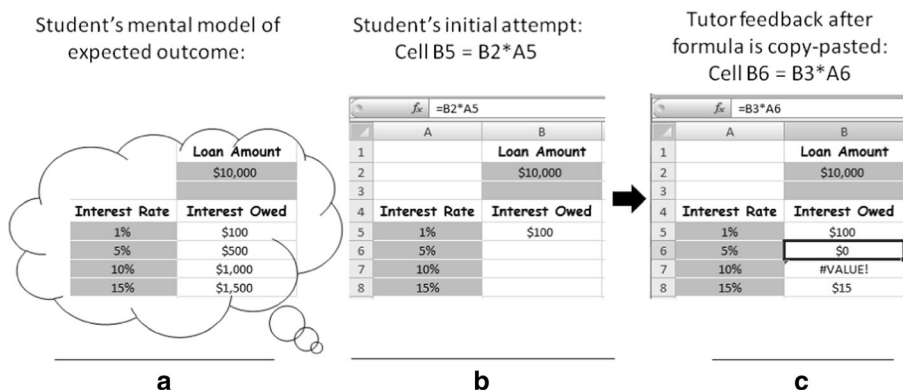 Student's mental model of
expected outcome:
Loan Amount
$10,000
Interest Rate Interest Owed
1% $100
5% $500
10% $1,000
15% $1,500
a
Student's initial attempt:
Cell B5 = B2*A5
fx =B2*A5
A B
1 Loan Amount
2 $10,000
3
4 Interest Rate Interest Owed
5 1% $100
6 5%
7 10%
8 15%
b
Tutor feedback after
formula is copy-pasted:
Cell B6 = B3*A6
fx =B3*A6
A B
1 Loan Amount
2 $10,000
3
4 Interest Rate Interest Owed
5 1% $100
6 5% $0
7 10% #VALUE!
8 15% $15
c